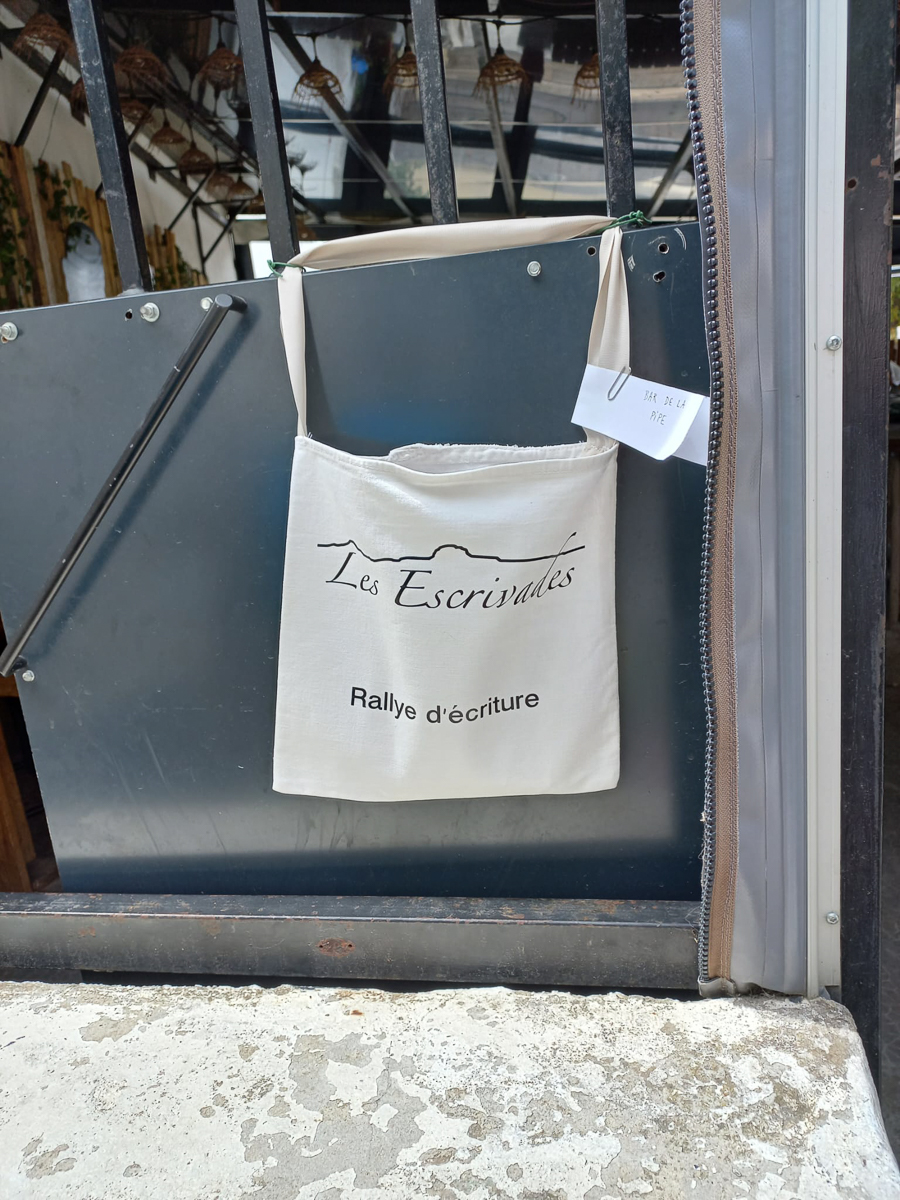 BAR DE LA
PIPE
Les Escrivades
Rallye d'écriture